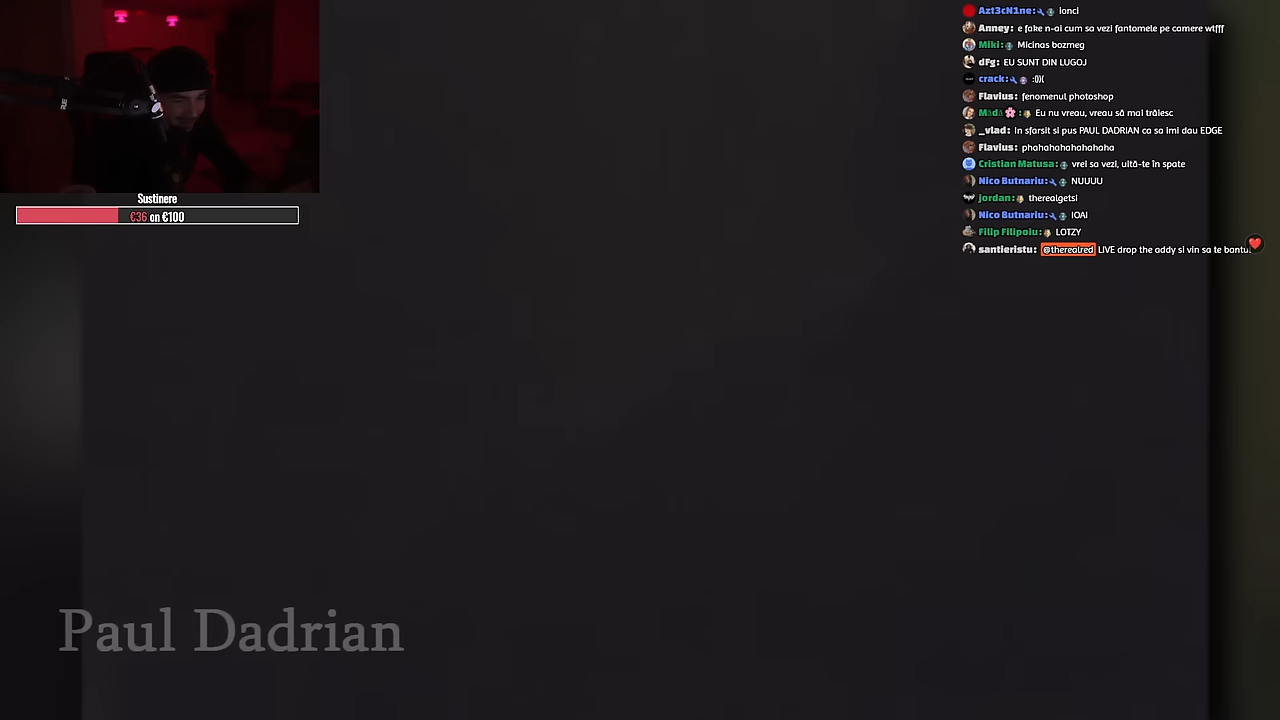 Sustinere
€36 on €100
Azt3cN1ne: ionci
Anney: e fake n-ai cum sa vezi fantomele pe camere wtfff
Miki: Micinas bozmeg
dFg: EU SUNT DIN LUGOJ
crack: :0)(
Flavius: fenomenul photoshop
Mădă🌸: Eu nu vreau, vreau să mai trăiesc
_vlad: In sfarsit si pus PAUL DADRIAN ca sa imi dau EDGE
Flavius: phahahahahahahaha
Cristian Matusa: vrei sa vezi, uită-te în spate
Nico Butnariu: NUUUU
Jordan: therealgetsl
Nico Butnariu: IOAI
Filip Filipoiu: LOTZY
santieristu: @therealred LIVE drop the addy si vin sa te bantui
Paul Dadrian